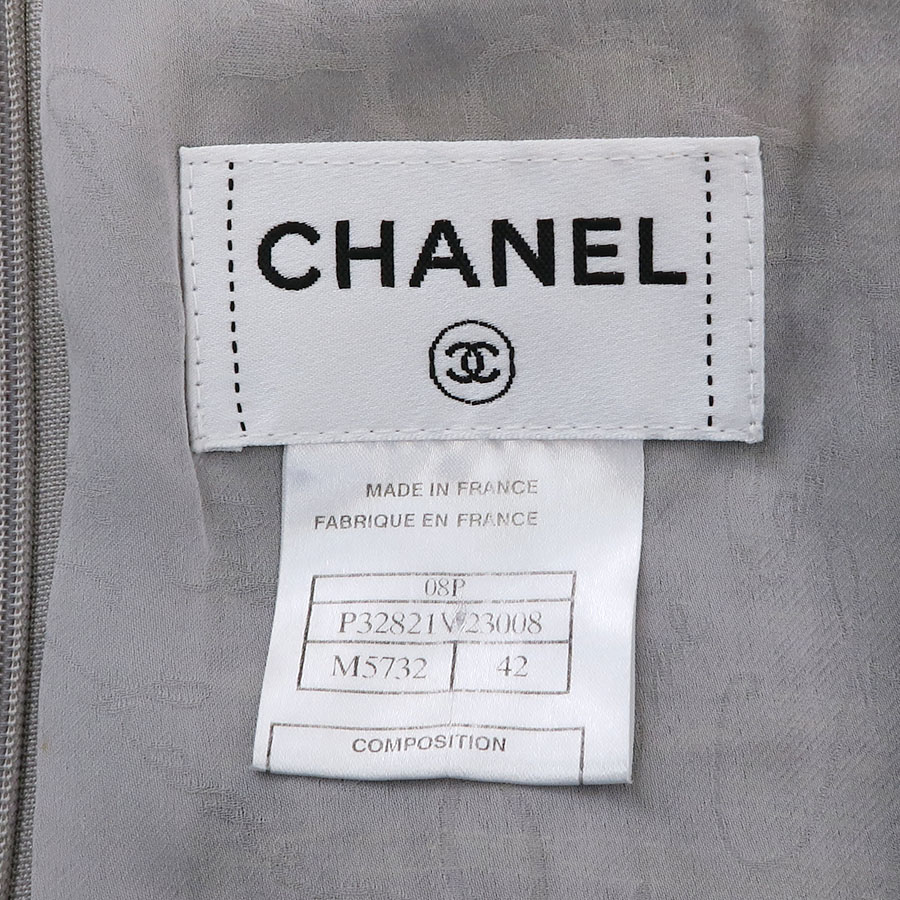 CHANEL
MADE IN FRANCE
FABRIQUE EN FRANCE
08P
P32821V23008
M5732 42
COMPOSITION